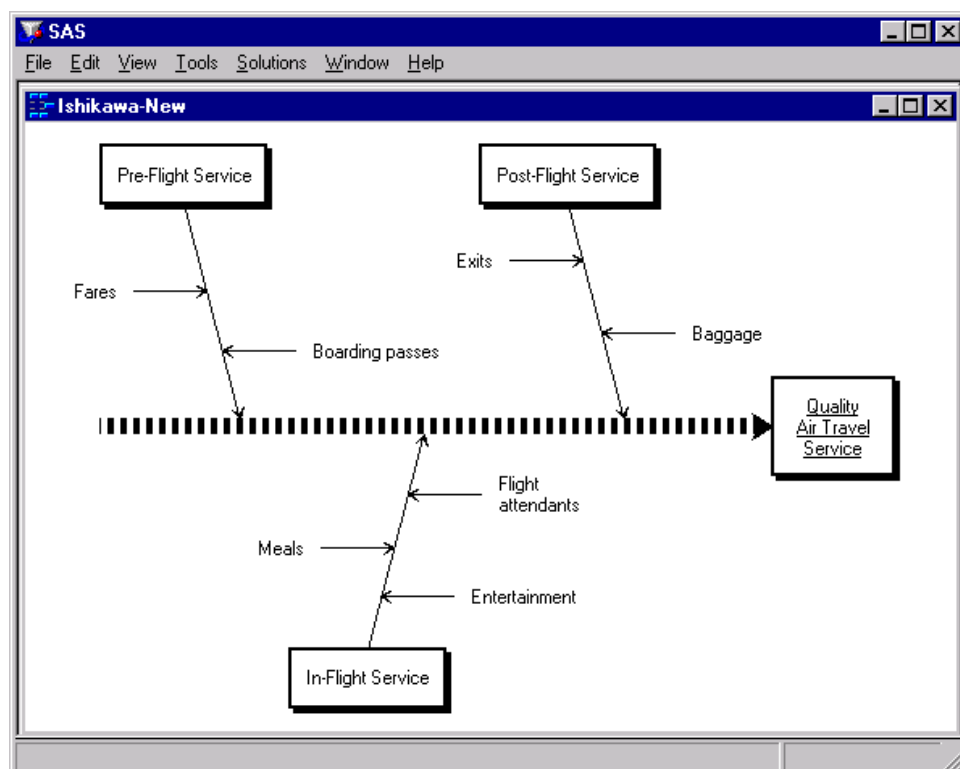 SAS
File Edit View Tools Solutions Window Help
Ishikawa-New
Pre-Flight Service
Post-Flight Service
Exits
Fares
Baggage
Boarding passes
Quality
Air Travel
Service
Flight
attendants
Meals
Entertainment
In-Flight Service